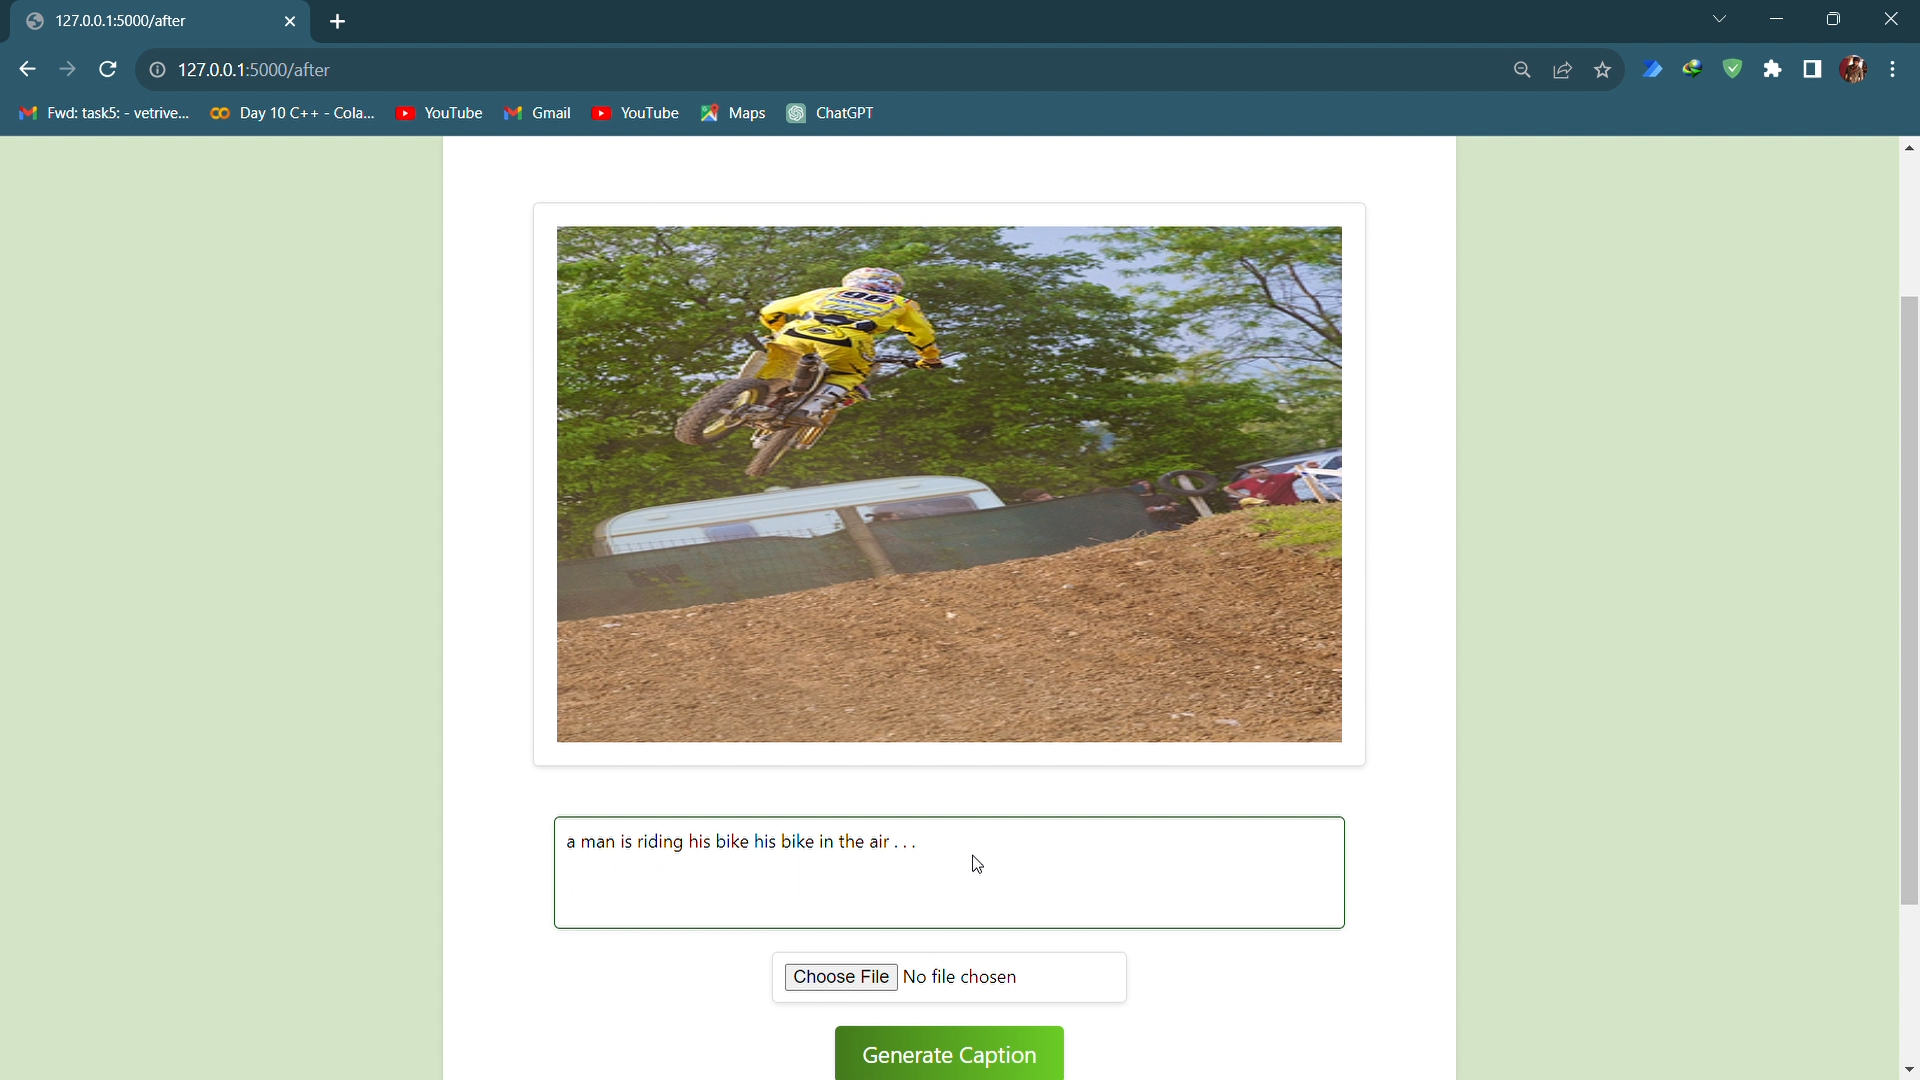 127.0.0.1:5000/after
127.0.0.1:5000/after
Fwd: task5: - vetrive... Day 10 C++ - Cola... YouTube Gmail YouTube Maps ChatGPT
96
a man is riding his bike his bike in the air . . .
Choose File No file chosen
Generate Caption